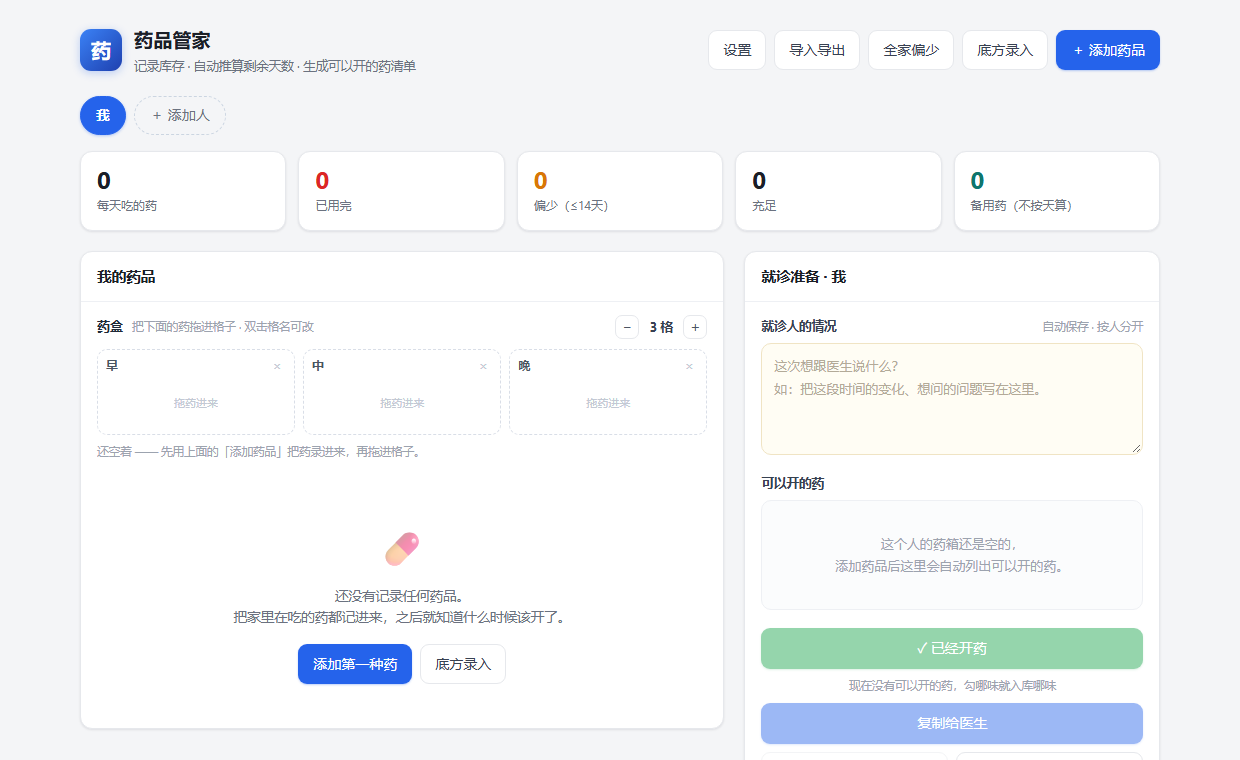 药
药品管家
记录库存 · 自动推算剩余天数 · 生成可以开的药清单
设置
导入导出
全家偏少
底方录入
+ 添加药品
我
+ 添加人
0
每天吃的药
0
已用完
0
偏少（≤14天）
0
充足
0
备用药（不按天算）
我的药品
药盒 把下面的药拖进格子 · 双击格名可改
− 3 格 +
早 ×
拖药进来
中 ×
拖药进来
晚 ×
拖药进来
还空着 —— 先用上面的「添加药品」把药录进来，再拖进格子。
还没有记录任何药品。
把家里在吃的药都记进来，之后就知道什么时候该开了。
添加第一种药
底方录入
就诊准备 · 我
就诊人的情况
自动保存 · 按人分开
这次想跟医生说什么？
如：把这段时间的变化、想问的问题写在这里。
可以开的药
这个人的药箱还是空的，
添加药品后这里会自动列出可以开的药。
✓ 已经开药
现在没有可以开的药，勾哪味就入库哪味
复制给医生